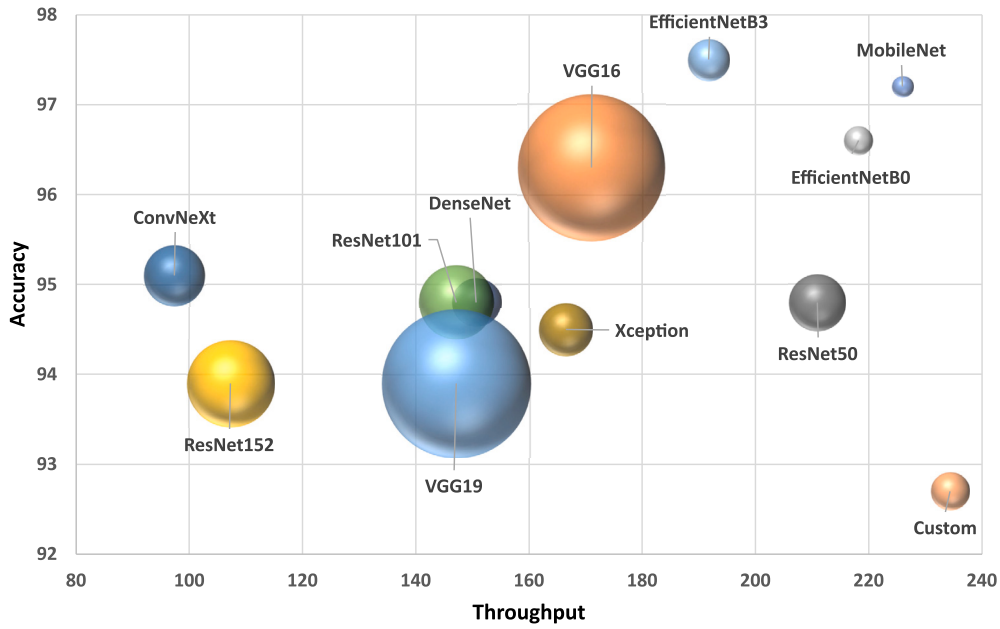 98
EfficientNetB3
MobileNet
VGG16
97
EfficientNetB0
96
DenseNet
ConvNeXt
ResNet101
95
Accuracy
Xception
ResNet50
94
ResNet152
93
VGG19
Custom
92
80 100 120 140 160 180 200 220 240
Throughput